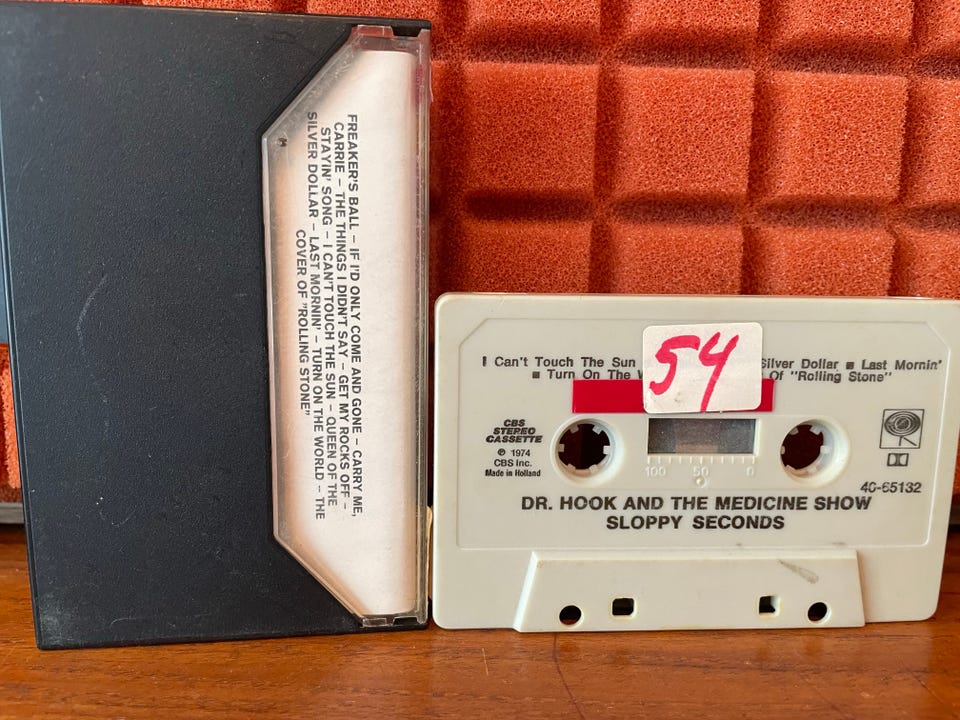 FREAKER'S BALL – IF I'D ONLY COME AND GONE – CARRY ME,
CARRIE – THE THINGS I DIDN'T SAY – GET MY ROCKS OFF –
STAYIN' SONG – I CAN'T TOUCH THE SUN – QUEEN OF THE
SILVER DOLLAR – LAST MORNIN' – TURN ON THE WORLD – THE
COVER OF "ROLLING STONE"
I Can't Touch The Sun
Silver Dollar ■ Last Mornin'
■ Turn On The
Of "Rolling Stone"
54
CBS
STEREO
CASSETTE
℗ 1974
CBS Inc.
Made in Holland
100 50 0
40-65132
DR. HOOK AND THE MEDICINE SHOW
SLOPPY SECONDS